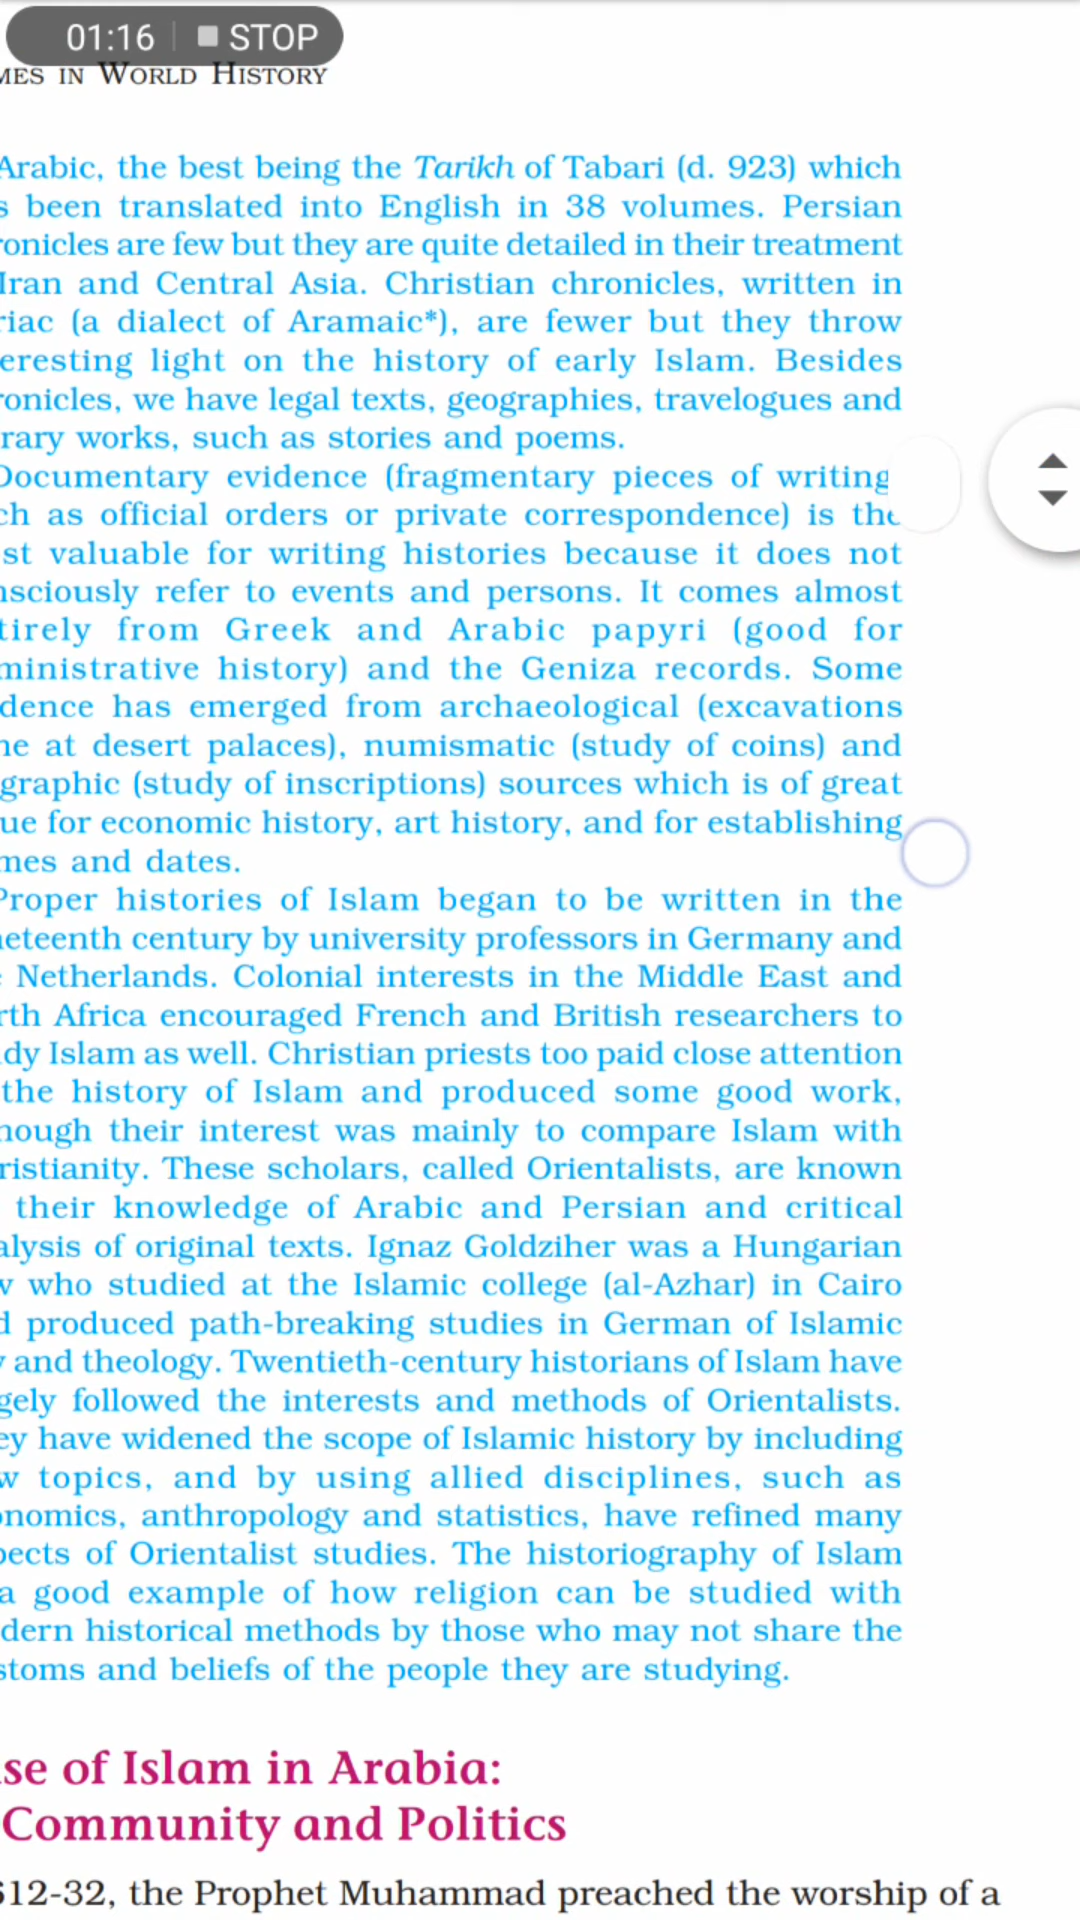 01:16 STOP
MES IN WORLD HISTORY
Arabic, the best being the Tarikh of Tabari (d. 923) which
s been translated into English in 38 volumes. Persian
ronicles are few but they are quite detailed in their treatment
Iran and Central Asia. Christian chronicles, written in
riac (a dialect of Aramaic*), are fewer but they throw
eresting light on the history of early Islam. Besides
ronicles, we have legal texts, geographies, travelogues and
rary works, such as stories and poems.
Documentary evidence (fragmentary pieces of writing
ch as official orders or private correspondence) is the
st valuable for writing histories because it does not
nsciously refer to events and persons. It comes almost
tirely from Greek and Arabic papyri (good for
ministrative history) and the Geniza records. Some
dence has emerged from archaeological (excavations
ne at desert palaces), numismatic (study of coins) and
graphic (study of inscriptions) sources which is of great
ue for economic history, art history, and for establishing
mes and dates.
Proper histories of Islam began to be written in the
neteenth century by university professors in Germany and
e Netherlands. Colonial interests in the Middle East and
rth Africa encouraged French and British researchers to
dy Islam as well. Christian priests too paid close attention
the history of Islam and produced some good work,
hough their interest was mainly to compare Islam with
ristianity. These scholars, called Orientalists, are known
their knowledge of Arabic and Persian and critical
alysis of original texts. Ignaz Goldziher was a Hungarian
w who studied at the Islamic college (al-Azhar) in Cairo
d produced path-breaking studies in German of Islamic
w and theology. Twentieth-century historians of Islam have
gely followed the interests and methods of Orientalists.
ey have widened the scope of Islamic history by including
w topics, and by using allied disciplines, such as
onomics, anthropology and statistics, have refined many
pects of Orientalist studies. The historiography of Islam
a good example of how religion can be studied with
dern historical methods by those who may not share the
stoms and beliefs of the people they are studying.
ise of Islam in Arabia:
Community and Politics
612-32, the Prophet Muhammad preached the worship of a